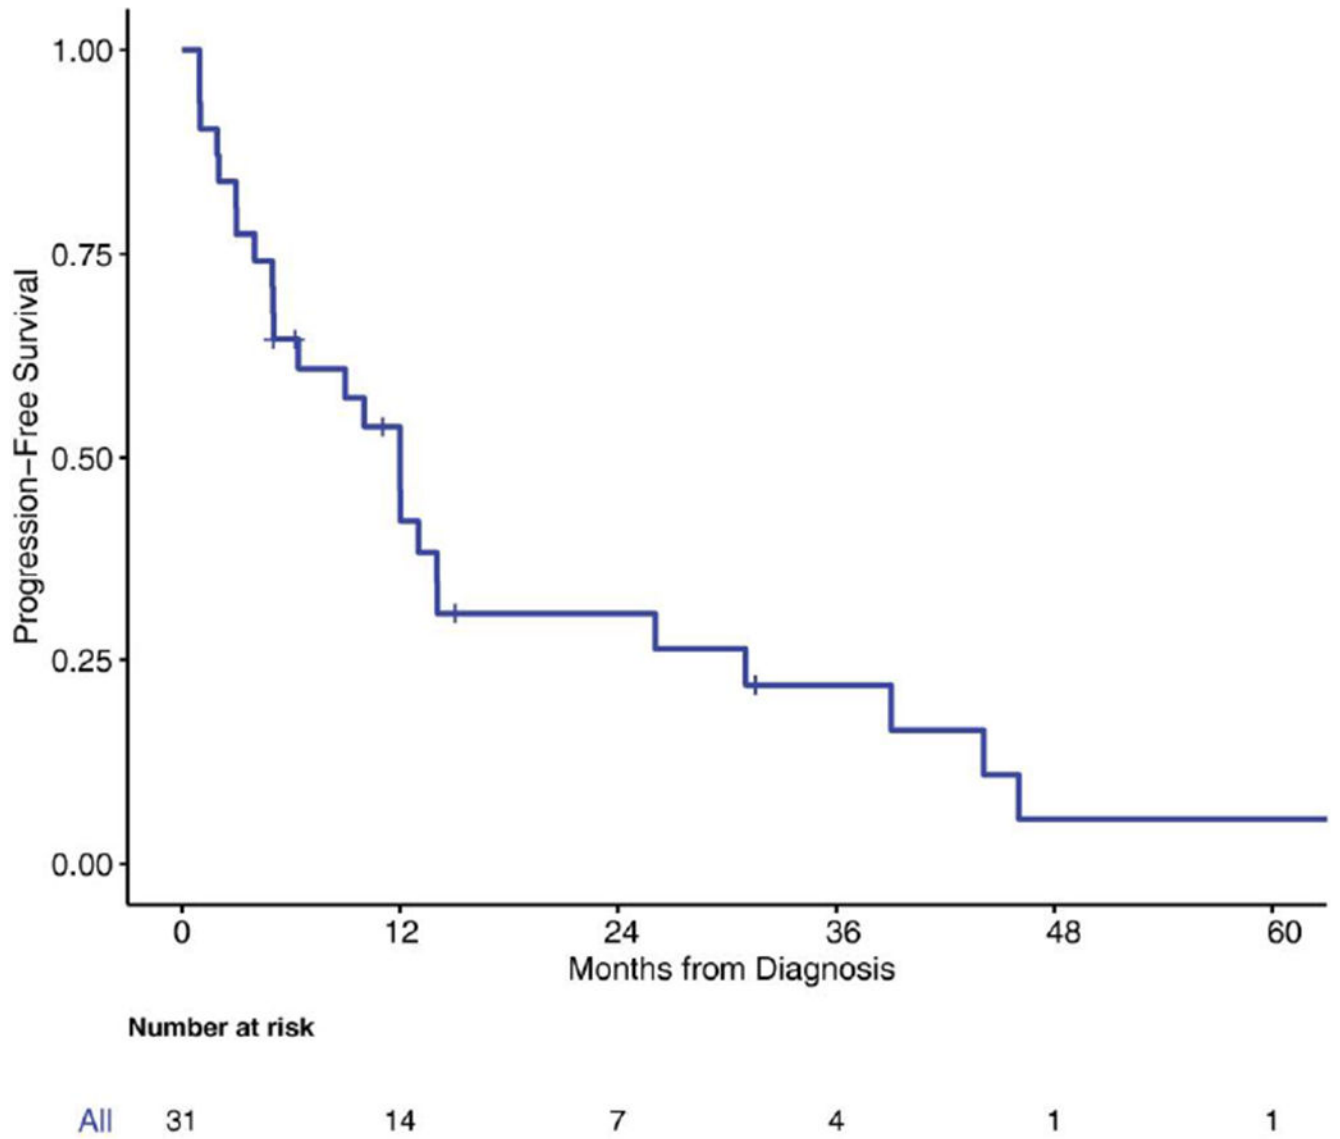 Progression-Free Survival
1.00
0.75
0.50
0.25
0.00
0 12 24 36 48 60
Months from Diagnosis
Number at risk
All 31 14 7 4 1 1